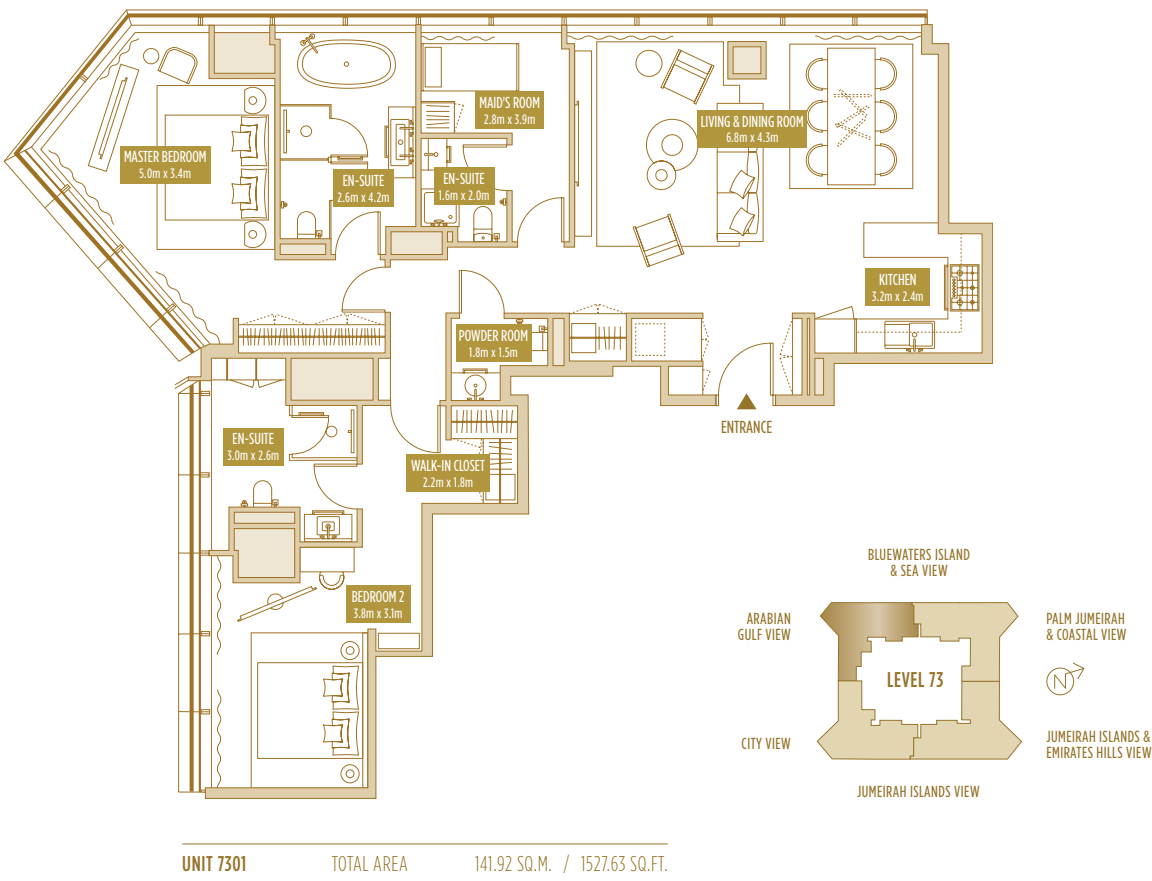 MAID'S ROOM
2.8m x 3.9m
LIVING & DINING ROOM
6.8m x 4.3m
MASTER BEDROOM
5.0m x 3.4m
EN-SUITE
2.6m x 4.2m
EN-SUITE
1.6m x 2.0m
KITCHEN
3.2m x 2.4m
POWDER ROOM
1.8m x 1.5m
ENTRANCE
EN-SUITE
3.0m x 2.6m
WALK-IN CLOSET
2.2m x 1.8m
BEDROOM 2
3.8m x 3.1m
BLUEWATERS ISLAND
& SEA VIEW
ARABIAN
GULF VIEW
PALM JUMEIRAH
& COASTAL VIEW
LEVEL 73
N
CITY VIEW
JUMEIRAH ISLANDS &
EMIRATES HILLS VIEW
JUMEIRAH ISLANDS VIEW
UNIT 7301 TOTAL AREA 141.92 SQ.M. / 1527.63 SQ.FT.